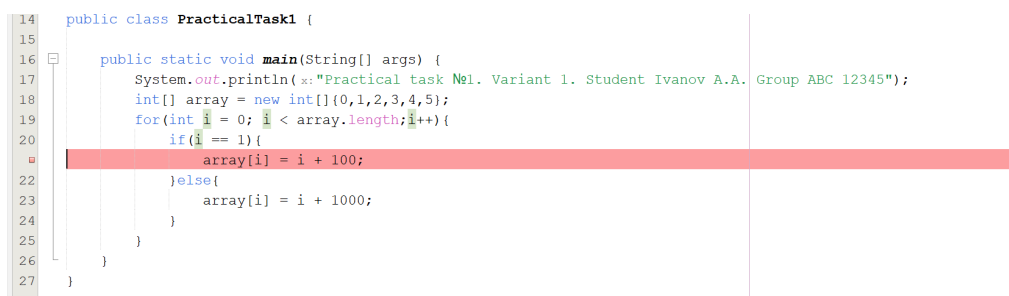 14 public class PracticalTask1 {
15
16 public static void main(String[] args) {
17 System.out.println( x: "Practical task №1. Variant 1. Student Ivanov A.A. Group ABC 12345");
18 int[] array = new int[]{0,1,2,3,4,5};
19 for(int i = 0; i < array.length;i++){
20 if(i == 1){
array[i] = i + 100;
22 }else{
23 array[i] = i + 1000;
24 }
25 }
26 }
27 }